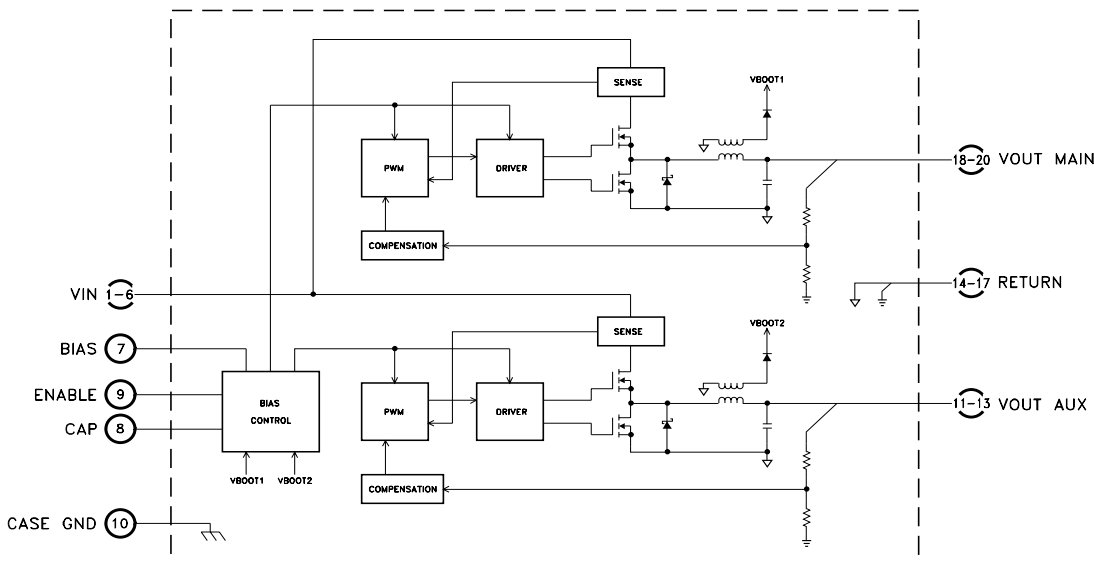 VBOOT1
SENSE
PWM
DRIVER
18-20 VOUT MAIN
COMPENSATION
VIN 1-6
14-17 RETURN
VBOOT2
SENSE
BIAS 7
ENABLE 9
CAP 8
BIAS
CONTROL
PWM
DRIVER
11-13 VOUT AUX
VBOOT1 VBOOT2
COMPENSATION
CASE GND 10